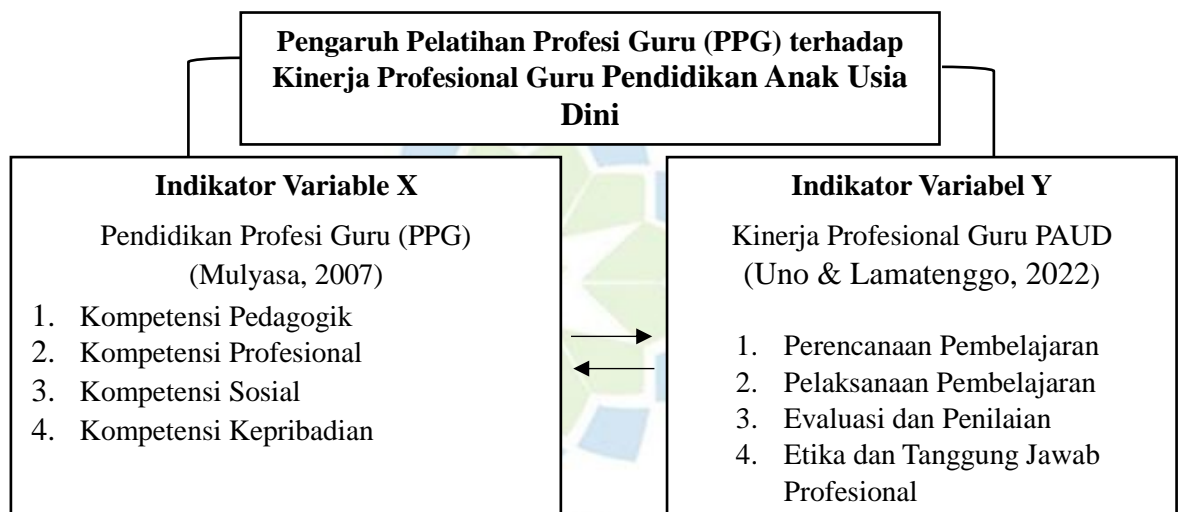 Pengaruh Pelatihan Profesi Guru (PPG) terhadap
Kinerja Profesional Guru Pendidikan Anak Usia
Dini
Indikator Variable X
Pendidikan Profesi Guru (PPG)
(Mulyasa, 2007)
1. Kompetensi Pedagogik
2. Kompetensi Profesional
3. Kompetensi Sosial
4. Kompetensi Kepribadian
Indikator Variabel Y
Kinerja Profesional Guru PAUD
(Uno & Lamatenggo, 2022)
1. Perencanaan Pembelajaran
2. Pelaksanaan Pembelajaran
3. Evaluasi dan Penilaian
4. Etika dan Tanggung Jawab
Profesional